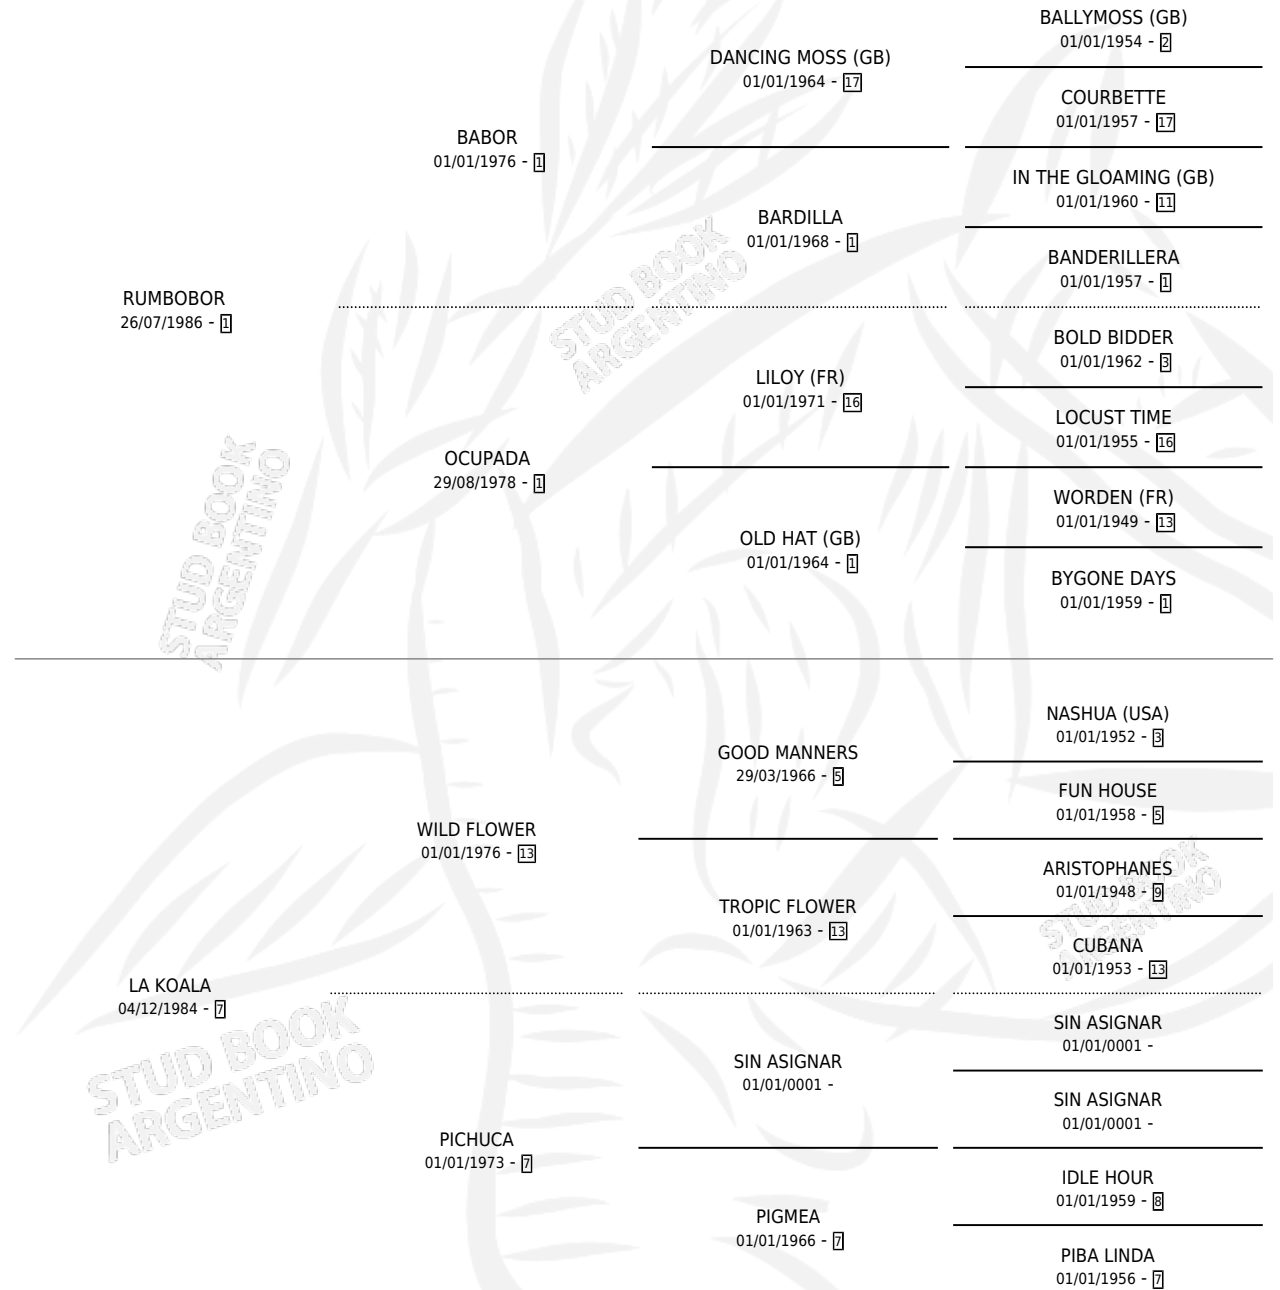 BALLYMOSS (GB)
01/01/1954 - 2
DANCING MOSS (GB)
01/01/1964 - 17
COURBETTE
01/01/1957 - 17
BABOR
01/01/1976 - 1
IN THE GLOAMING (GB)
01/01/1960 - 11
BARDILLA
01/01/1968 - 1
BANDERILLERA
01/01/1957 - 1
RUMBOBOR
26/07/1986 - 1
STUD BOOK
ARGENTINO
BOLD BIDDER
01/01/1962 - 3
LILOY (FR)
01/01/1971 - 16
LOCUST TIME
01/01/1955 - 16
OCUPADA
29/08/1978 - 1
WORDEN (FR)
01/01/1949 - 13
OLD HAT (GB)
01/01/1964 - 1
BYGONE DAYS
01/01/1959 - 1
STUD BOOK
ARGENTINO
NASHUA (USA)
01/01/1952 - 3
GOOD MANNERS
29/03/1966 - 5
FUN HOUSE
01/01/1958 - 5
WILD FLOWER
01/01/1976 - 13
ARISTOPHANES
01/01/1948 - 9
TROPIC FLOWER
01/01/1963 - 13
CUBANA
01/01/1953 - 13
STUD BOOK
ARGENTINO
LA KOALA
04/12/1984 - 7
SIN ASIGNAR
01/01/0001 -
SIN ASIGNAR
01/01/0001 -
SIN ASIGNAR
01/01/0001 -
STUD BOOK
ARGENTINO
PICHUCA
01/01/1973 - 7
IDLE HOUR
01/01/1959 - 8
PIGMEA
01/01/1966 - 7
PIBA LINDA
01/01/1956 - 7